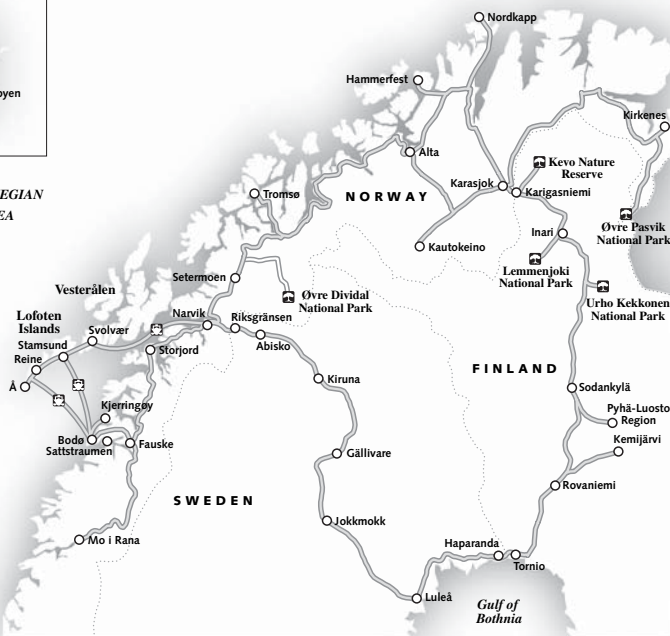 Nordkapp
Hammerfest
byen
Kirkenes
Alta
Kevo Nature
Reserve
Karasjok
Karigasniemi
EGIAN
EA
Tromsø
NORWAY
Øvre Pasvik
National Park
Inari
Kautokeino
Lemmenjoki
National Park
Setermoen
Vesterålen
Øvre Dividal
National Park
Urho Kekkonen
National Park
Lofoten
Islands
Narvik
Riksgränsen
Svolvær
Stamsund
Storjord
Abisko
Reine
FINLAND
Å
Kiruna
Sodankylä
Kjerringøy
Pyhä-Luosto
Region
Bodø
Sattstraumen
Fauske
Kemijärvi
Gällivare
Rovaniemi
SWEDEN
Jokkmokk
Mo i Rana
Haparanda
Tornio
Luleå
Gulf of
Bothnia